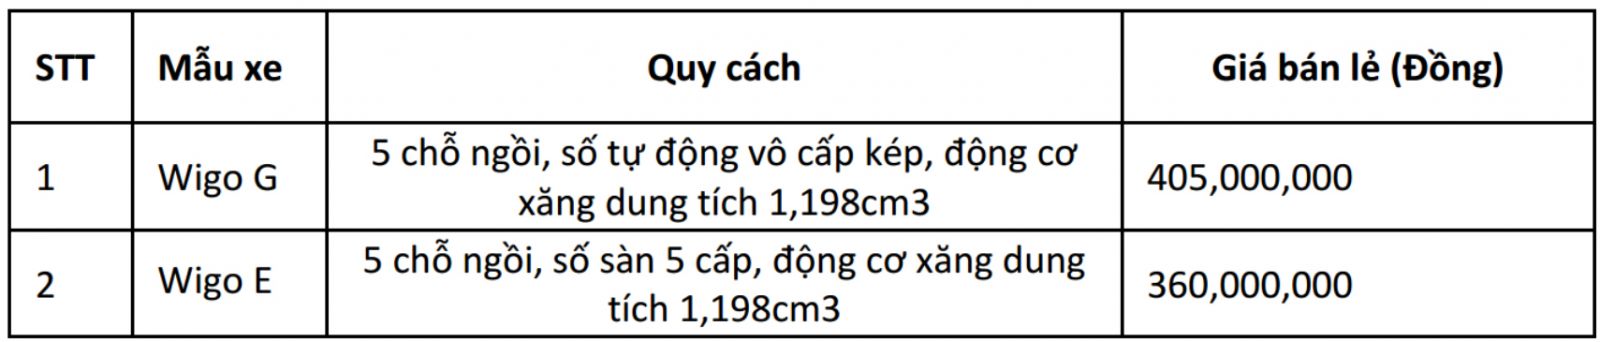 STT Mẫu xe Quy cách Giá bán lẻ (Đồng)
1 Wigo G 5 chỗ ngồi, số tự động vô cấp kép, động cơ 405,000,000
xăng dung tích 1,198cm3
2 Wigo E 5 chỗ ngồi, số sàn 5 cấp, động cơ xăng dung 360,000,000
tích 1,198cm3